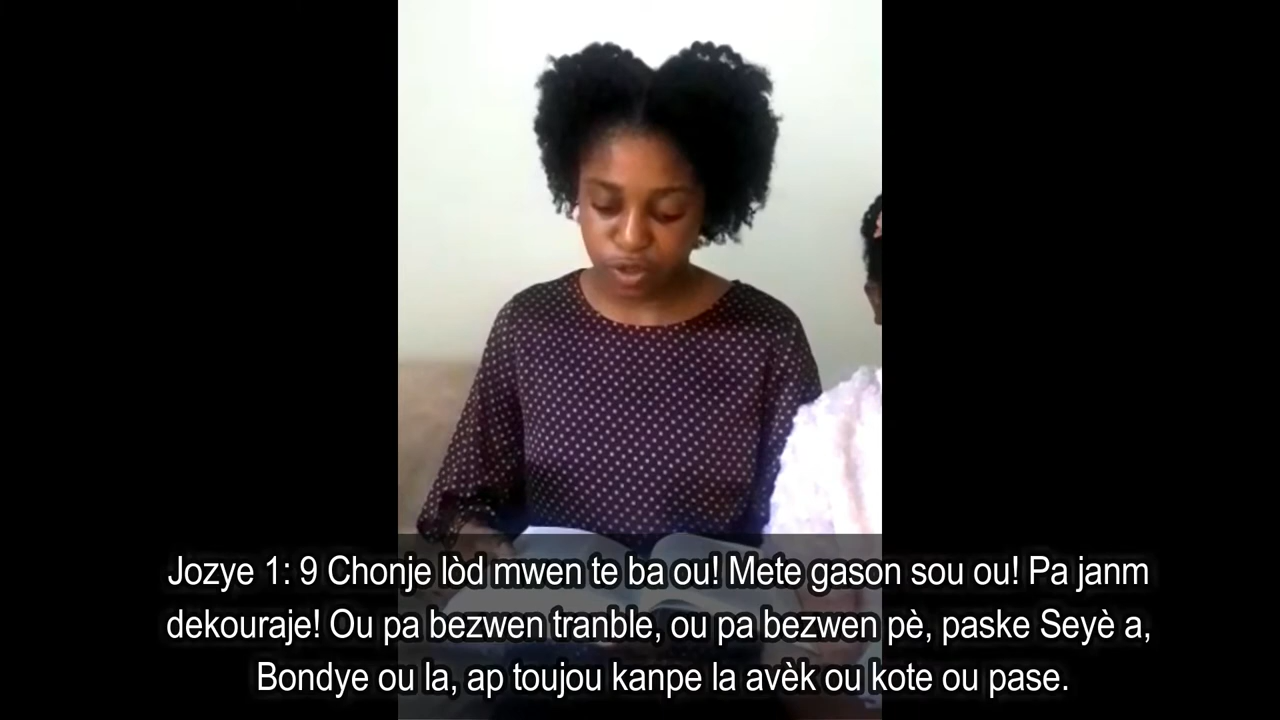 Jozye 1: 9 Chonje lòd mwen te ba ou! Mete gason sou ou! Pa janm
dekouraje! Ou pa bezwen tranble, ou pa bezwen pè, paske Seyè a,
Bondye ou la, ap toujou kanpe la avèk ou kote ou pase.